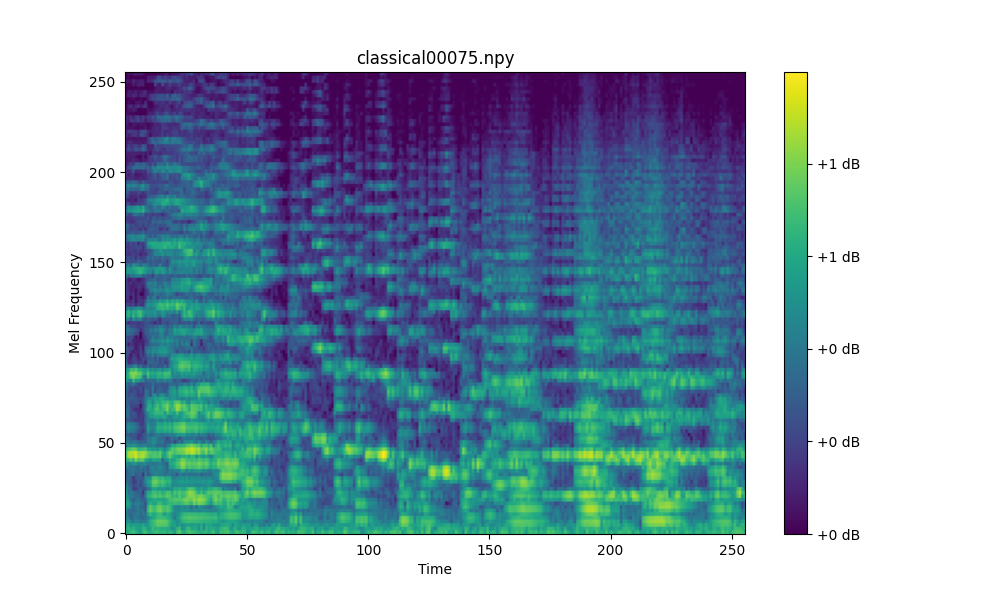 classical00075.npy
250
200
150
100
50
0
Mel Frequency
0 50 100 150 200 250
Time
+1 dB
+1 dB
+0 dB
+0 dB
+0 dB